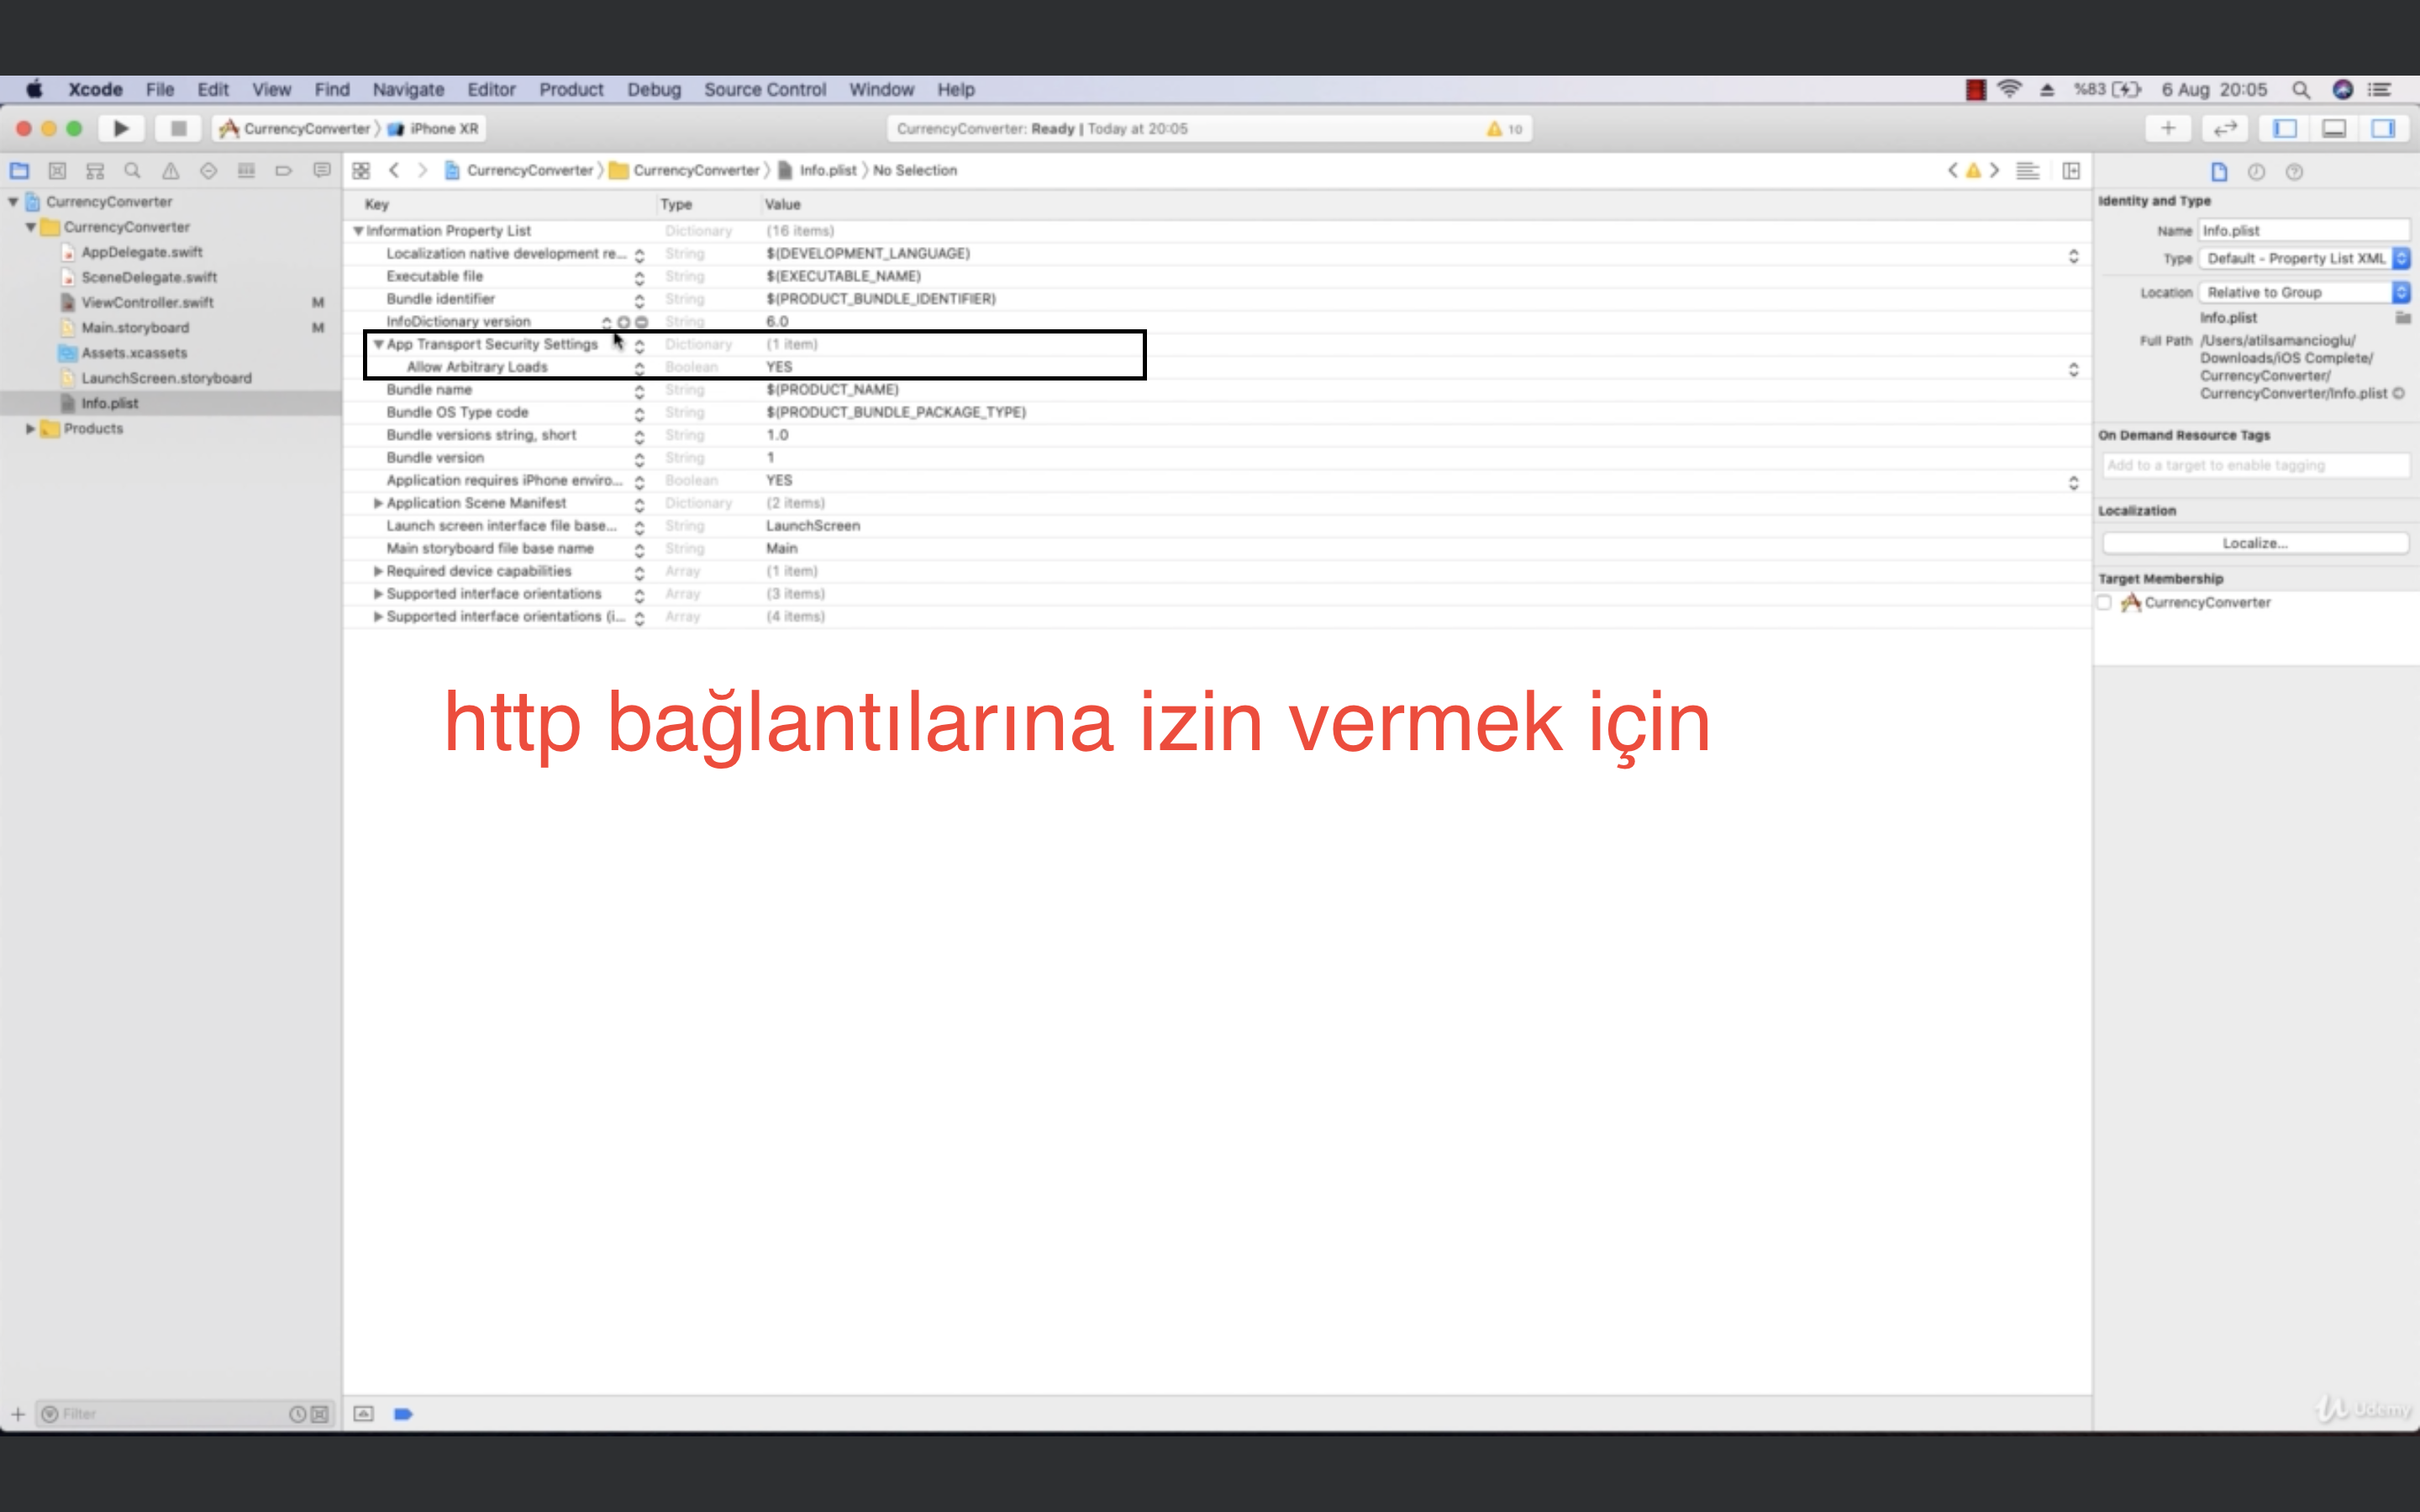 Xcode File Edit View Find Navigate Editor Product Debug Source Control Window Help %83 6 Aug 20:05
CurrencyConverter iPhone XR CurrencyConverter: Ready | Today at 20:05 10
CurrencyConverter CurrencyConverter Info.plist No Selection
CurrencyConverter
CurrencyConverter
AppDelegate.swift
SceneDelegate.swift
ViewController.swift M
Main.storyboard M
Assets.xcassets
LaunchScreen.storyboard
Info.plist
Products
Filter
Key Type Value
Information Property List Dictionary (16 items)
Localization native development re... String $(DEVELOPMENT_LANGUAGE)
Executable file String $(EXECUTABLE_NAME)
Bundle identifier String $(PRODUCT_BUNDLE_IDENTIFIER)
InfoDictionary version String 6.0
App Transport Security Settings Dictionary (1 item)
Allow Arbitrary Loads Boolean YES
Bundle name String $(PRODUCT_NAME)
Bundle OS Type code String $(PRODUCT_BUNDLE_PACKAGE_TYPE)
Bundle versions string, short String 1.0
Bundle version String 1
Application requires iPhone enviro... Boolean YES
Application Scene Manifest Dictionary (2 items)
Launch screen interface file base... String LaunchScreen
Main storyboard file base name String Main
Required device capabilities Array (1 item)
Supported interface orientations Array (3 items)
Supported interface orientations (i... Array (4 items)
http bağlantılarına izin vermek için
Identity and Type
Name Info.plist
Type Default - Property List XML
Location Relative to Group
Info.plist
Full Path /Users/atilsamancioglu/
Downloads/iOS Complete/
CurrencyConverter/
CurrencyConverter/Info.plist
On Demand Resource Tags
Add to a target to enable tagging
Localization
Localize...
Target Membership
CurrencyConverter
Udemy